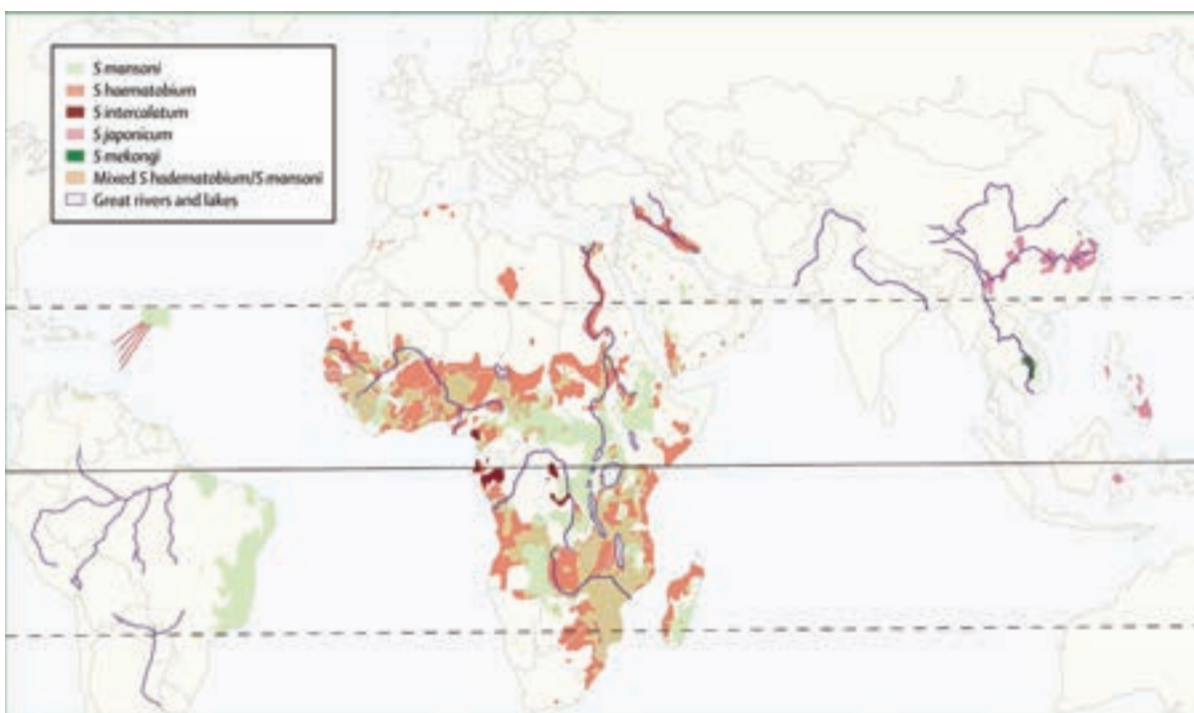 S mansoni
S haematobium
S intercalatum
S japonicum
S mekongi
Mixed S haematobium/S mansoni
Great rivers and lakes